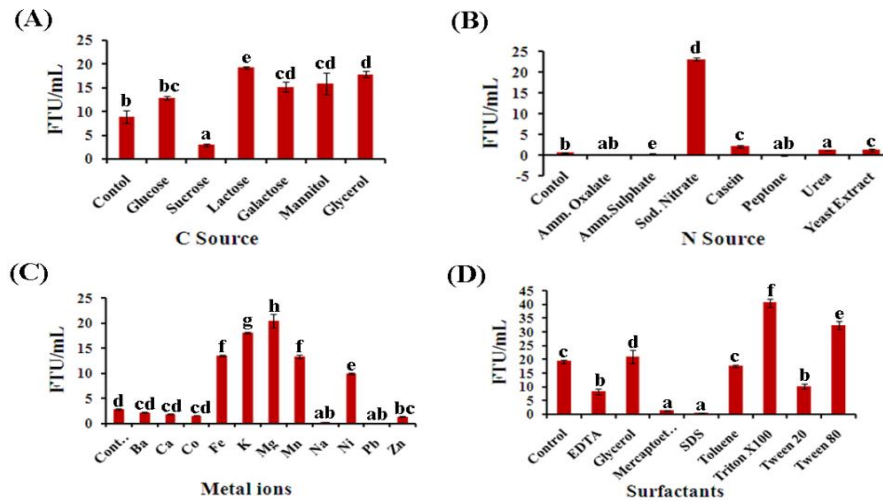 (A)
FTU/mL
25
20
15
10
5
0
b
bc
a
e
cd
cd
d
Contol
Glucose
Sucrose
Lactose
Galactose
Mannitol
Glycerol
C Source
(B)
FTU/mL
25
20
15
10
5
0
-5
b
ab
e
d
c
ab
a
c
Contol
Amm. Oxalate
Amm.Sulphate
Sod. Nitrate
Casein
Peptone
Urea
Yeast Extract
N Source
(C)
FTU/mL
25
20
15
10
5
0
d
cd
cd
cd
f
g
h
f
ab
e
ab
bc
Cont..
Ba
Ca
Co
Fe
K
Mg
Mn
Na
Ni
Pb
Zn
Metal ions
(D)
FTU/mL
45
40
35
30
25
20
15
10
5
0
c
b
d
a
a
c
f
b
e
Control
EDTA
Glycerol
Mercaptoet..
SDS
Toluene
Triton X100
Tween 20
Tween 80
Surfactants